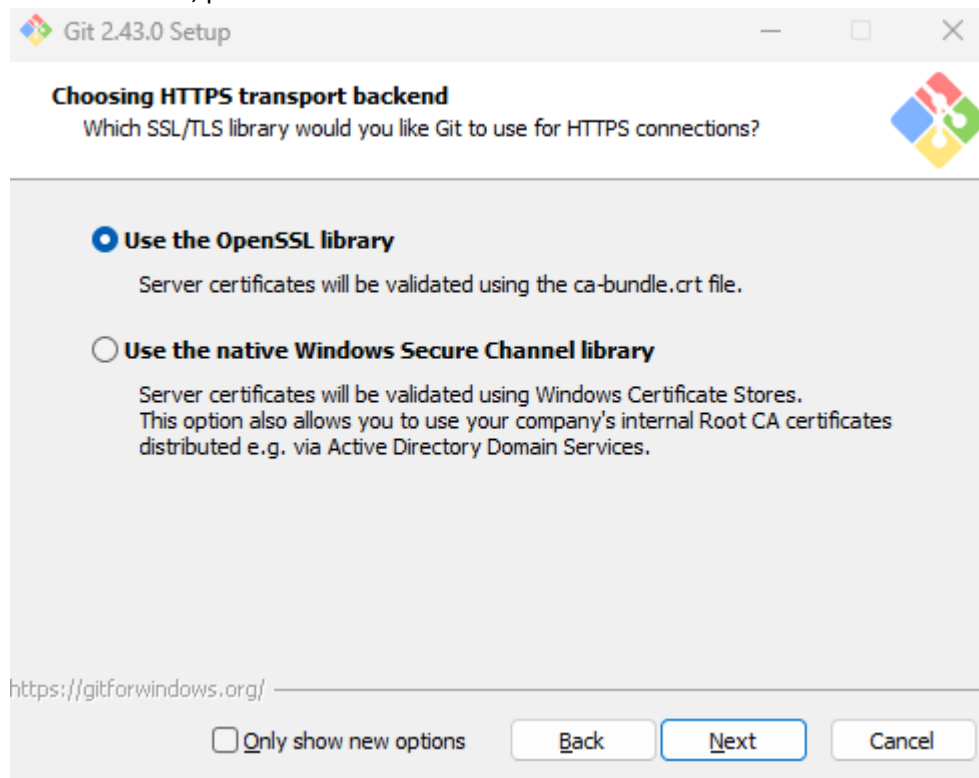 Git 2.43.0 Setup
Choosing HTTPS transport backend
Which SSL/TLS library would you like Git to use for HTTPS connections?
Use the OpenSSL library
Server certificates will be validated using the ca-bundle.crt file.
Use the native Windows Secure Channel library
Server certificates will be validated using Windows Certificate Stores.
This option also allows you to use your company's internal Root CA certificates
distributed e.g. via Active Directory Domain Services.
https://gitforwindows.org/
Only show new options Back Next Cancel